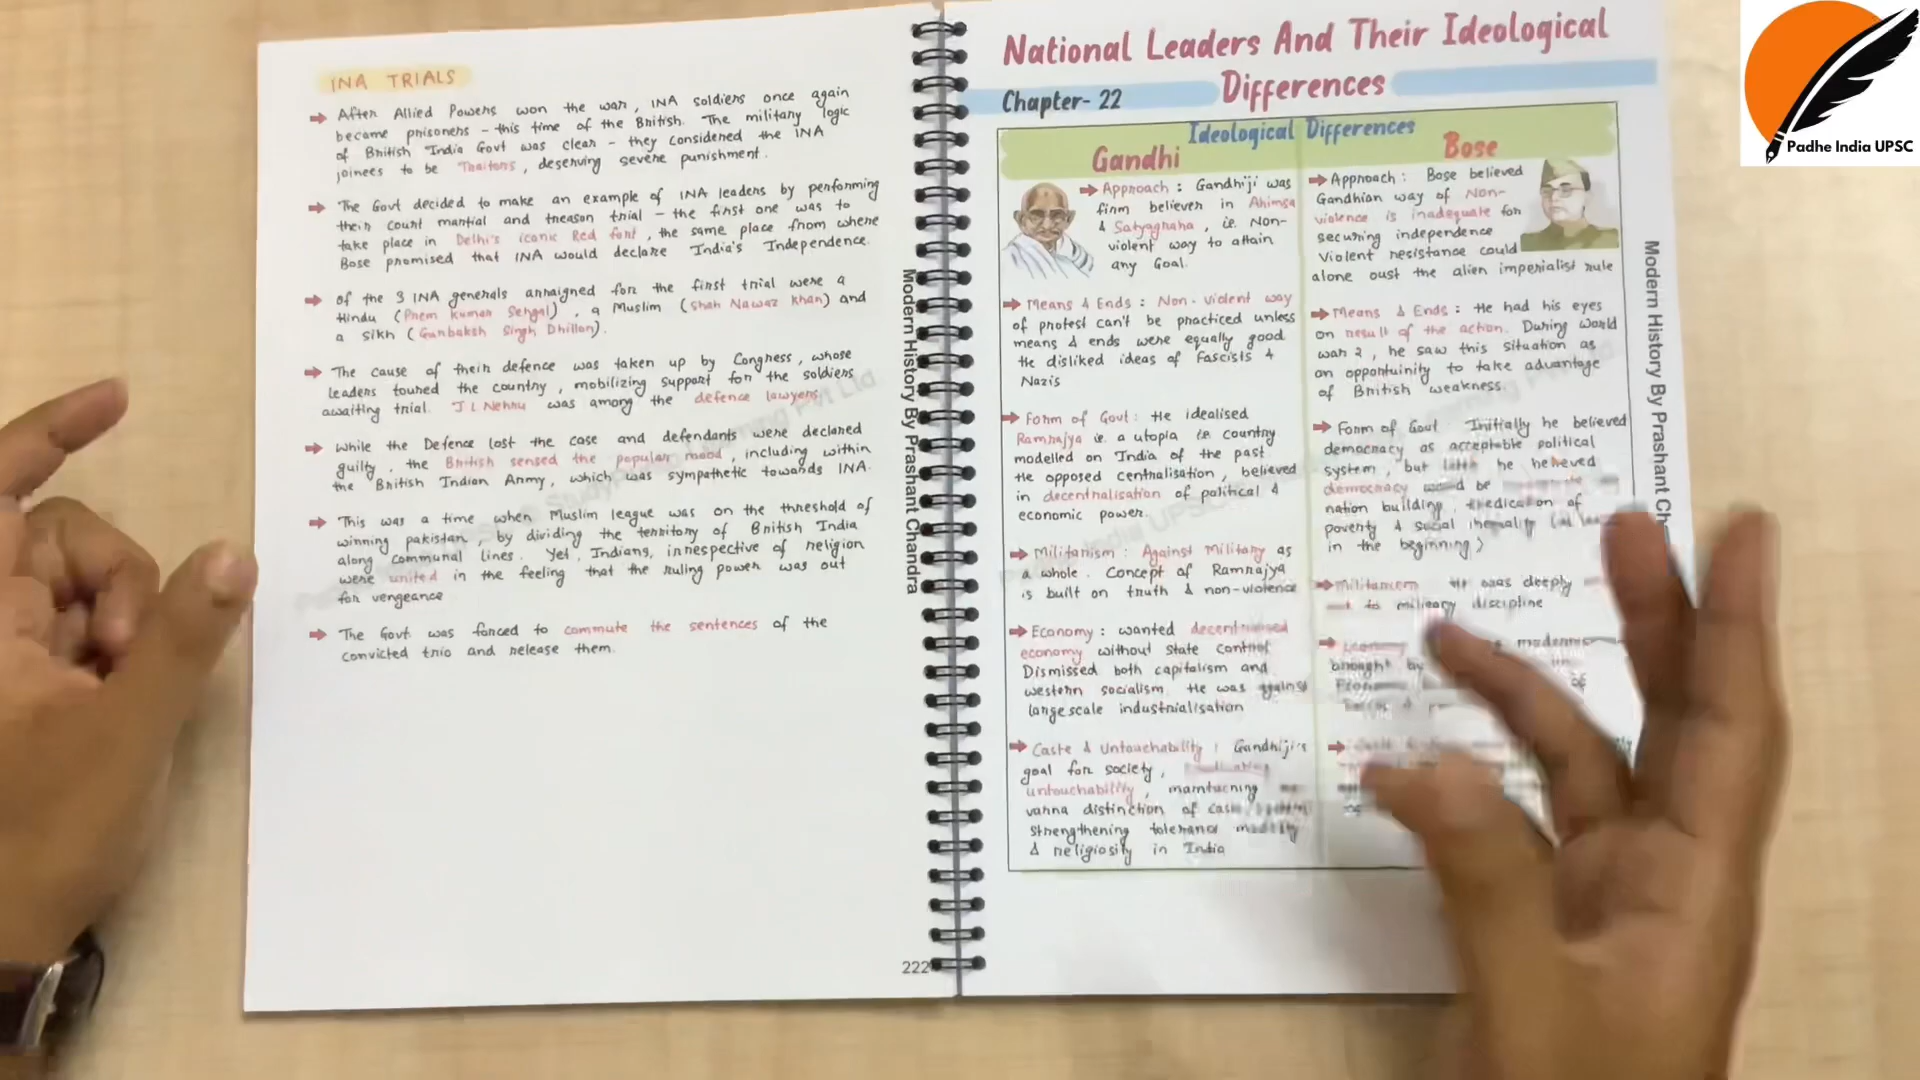 INA TRIALS
After Allied Powers won the war, INA soldiers once again
became prisoners - this time of the British. The military logic
of British India Govt was clear - they considered the INA
joinees to be Traitors, deserving severe punishment.
The Govt decided to make an example of INA leaders by performing
their court martial and treason trial - the first one was to
take place in Delhi's iconic Red fort, the same place from where
Bose promised that INA would declare India's Independence.
Of the 3 INA generals arraigned for the first trial were a
Hindu (Prem Kumar Sehgal), a Muslim (Shah Nawaz Khan) and
a sikh (Gurbaksh Singh Dhillon).
The cause of their defence was taken up by Congress, whose
leaders toured the country, mobilizing support for the soldiers
awaiting trial. J L Nehru was among the defence lawyers.
While the Defence lost the case and defendants were declared
guilty, the British sensed the popular mood, including within
the British Indian Army, which was sympathetic towards INA.
This was a time when Muslim league was on the threshold of
winning pakistan, by dividing the territory of British India
along communal lines. Yet, Indians, irrespective of religion
were united in the feeling that the ruling power was out
for vengeance
The Govt was forced to commute the sentences of the
convicted trio and release them.
222
Modern History By Prashant Chandra
National Leaders And Their Ideological
Differences
Chapter- 22
Ideological Differences
Gandhi
Approach : Gandhiji was
firm believer in Ahimsa
& Satyagraha, i.e. Non-
violent way to attain
any Goal.
Means & Ends : Non-violent way
of protest can't be practiced unless
means & ends were equally good
He disliked ideas of Fascists &
Nazis
Form of Govt : He idealised
Ramrajya i.e. a utopia i.e country
modelled on India of the past
He opposed centralisation, believed
in decentralisation of political &
economic power.
Militarism : Against Military as
a whole. Concept of Ramrajya
is built on truth & non-violence
Economy : wanted decentralised
economy without state control
Dismissed both capitalism and
western socialism. He was against
largescale industrialisation
Caste & Untouchability : Gandhiji's
goal for society,
untouchability, maintaining
varna distinction of caste
strengthening tolerance modesty
& religiosity in India
Bose
Approach : Bose believed
Gandhian way of Non-
violence is inadequate for
securing independence
Violent resistance could
alone oust the alien imperialist rule
Means & Ends : He had his eyes
on result of the action. During World
war 2, he saw this situation as
an opportuinity to take advantage
of British weakness.
Form of Govt Initially he believed
democracy as acceptable political
system, but later he believed
democracy would be
nation building, eredication of
poverty & social inequality
in the beginning)
Militarism He was deeply
to military discipline
Economy
brought by
of
Modern History By Prashant
Padhe India UPSC